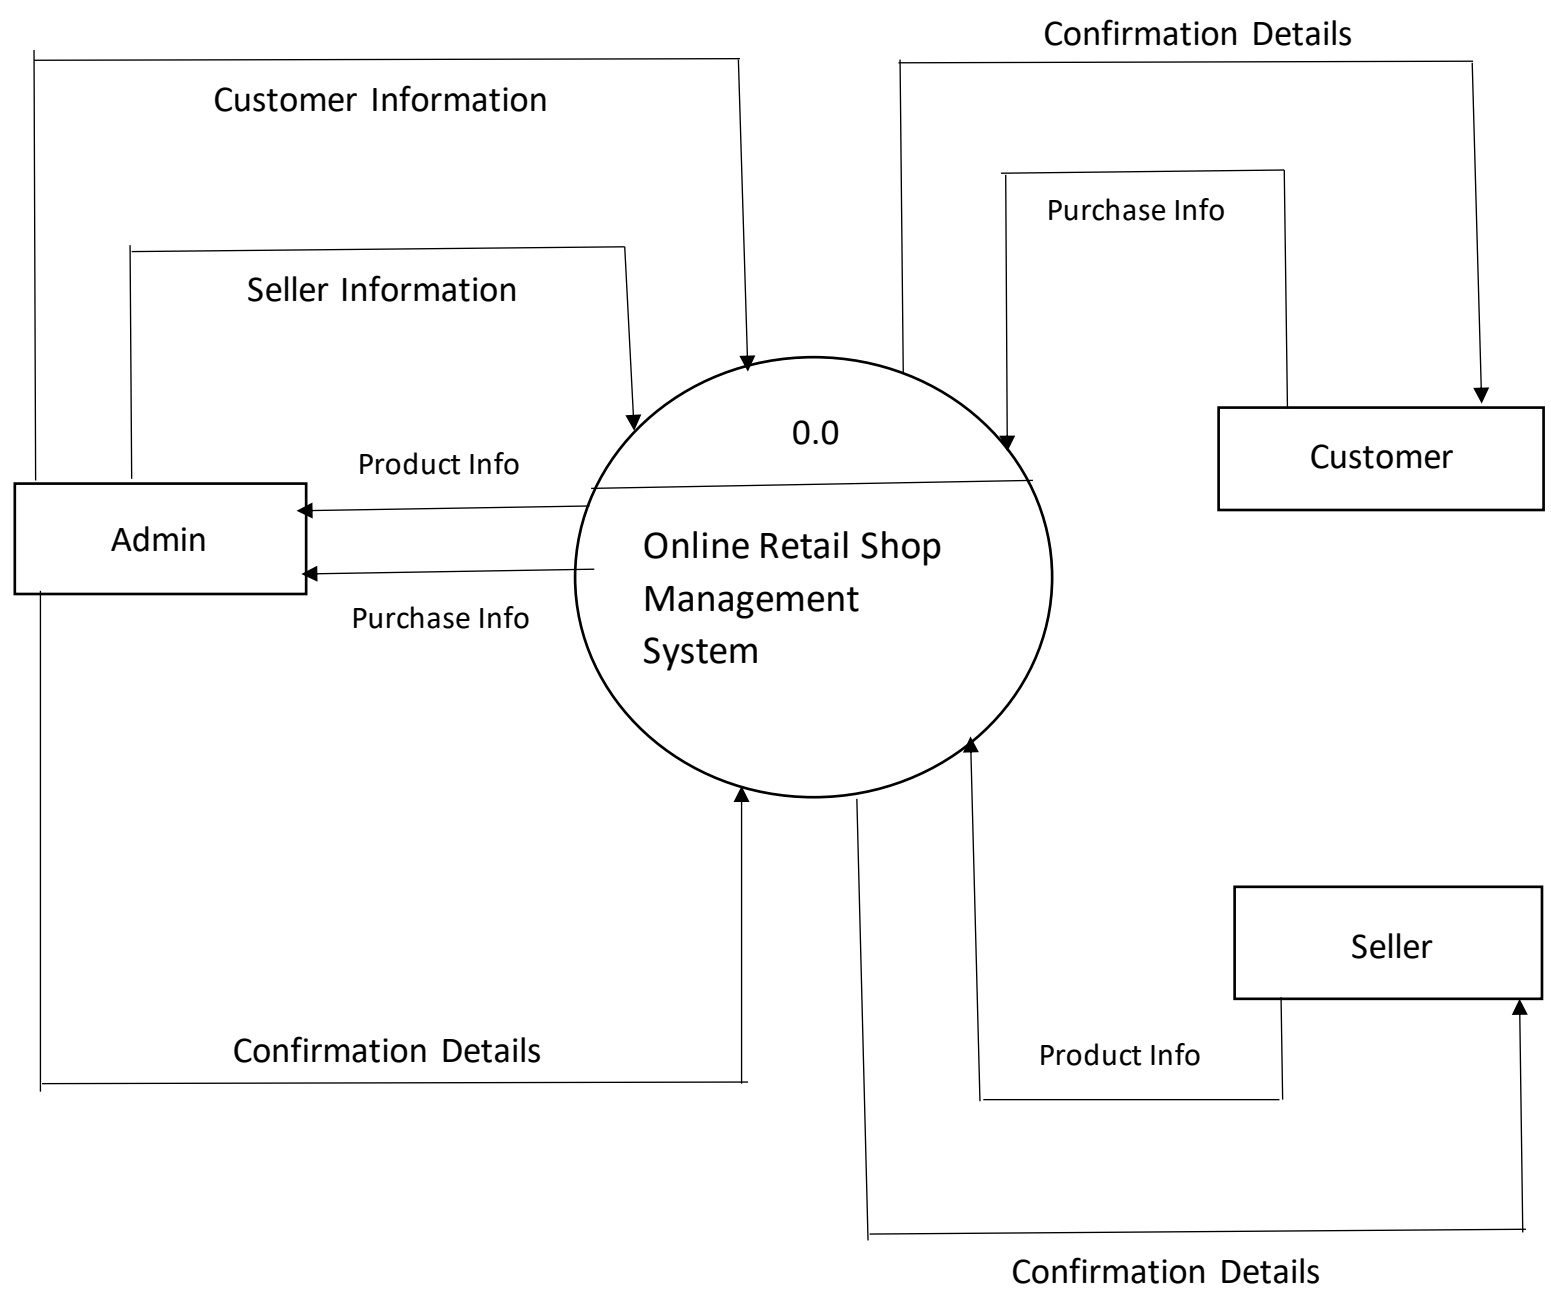 Confirmation Details
Customer Information
Purchase Info
Seller Information
0.0
Product Info
Customer
Admin
Online Retail Shop
Management
System
Purchase Info
Seller
Confirmation Details
Product Info
Confirmation Details